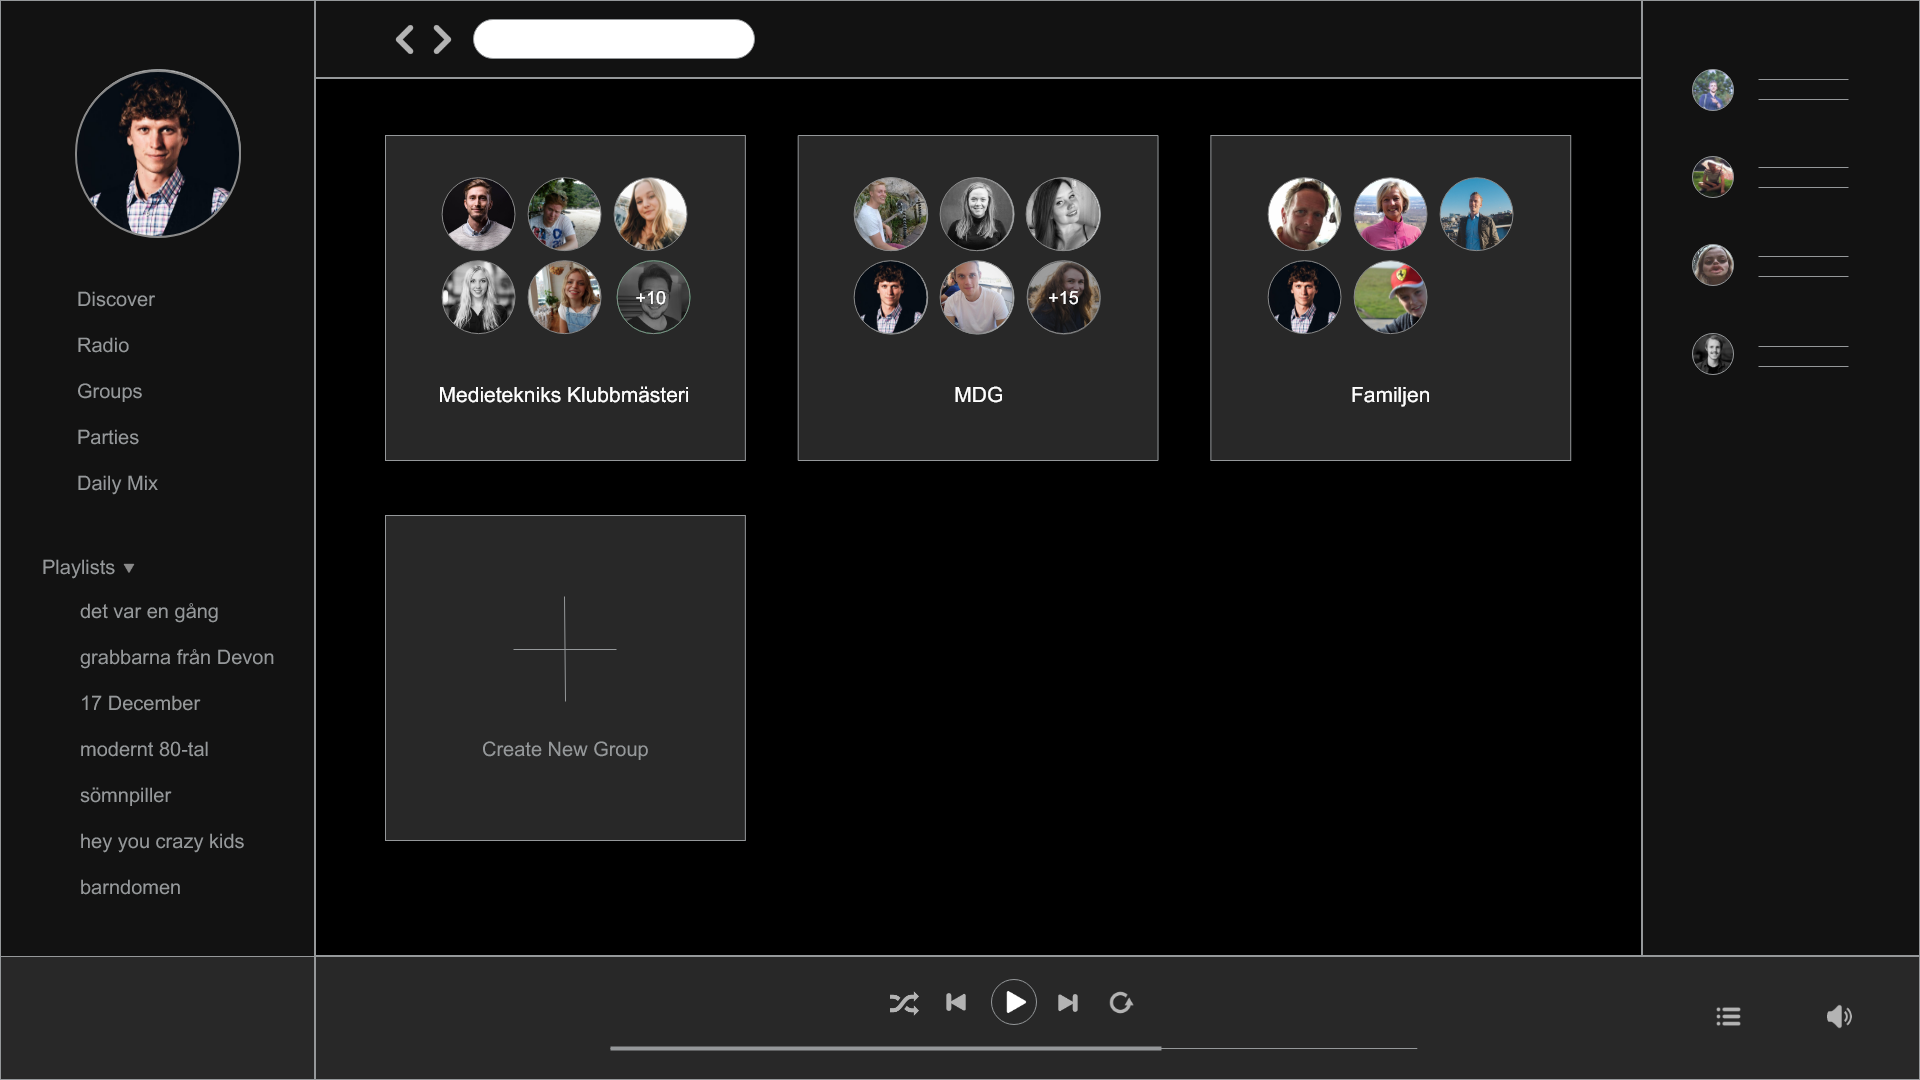 Discover
Radio
Groups
Parties
Daily Mix
Playlists
det var en gång
grabbarna från Devon
17 December
modernt 80-tal
sömnpiller
hey you crazy kids
barndomen
+10
Medietekniks Klubbmästeri
+15
MDG
Familjen
Create New Group